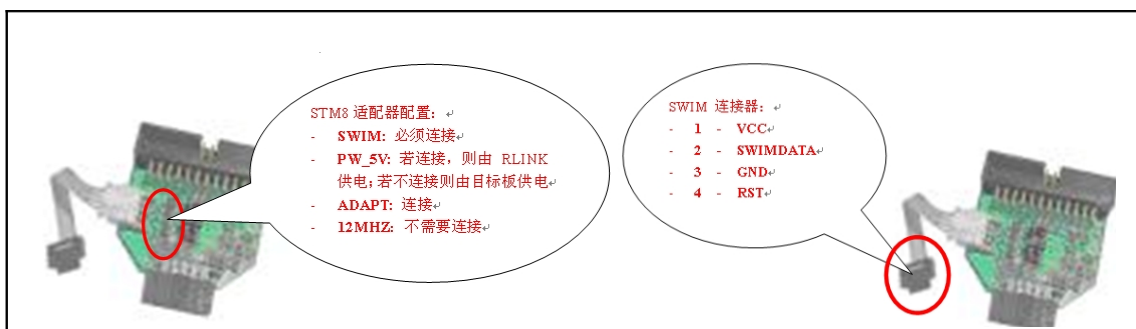 STM8 适配器配置:
- SWIM: 必须连接
- PW_5V: 若连接，则由 RLINK
供电；若不连接则由目标板供电
- ADAPT: 连接
- 12MHZ: 不需要连接
SWIM 连接器:
- 1 - VCC
- 2 - SWIMDATA
- 3 - GND
- 4 - RST